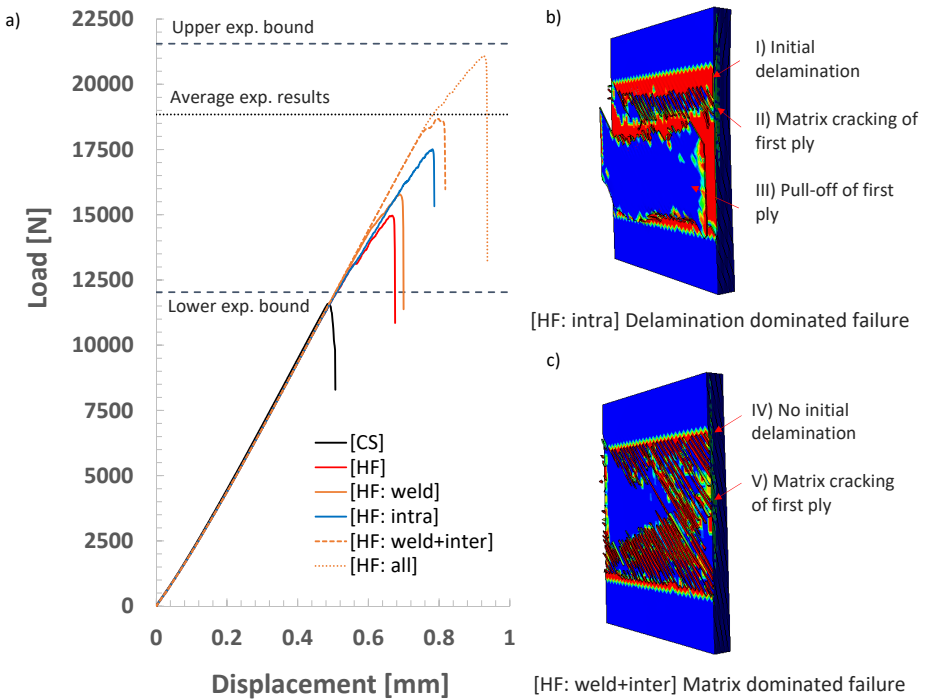 a)
22500
20000
17500
15000
12500
10000
7500
5000
2500
0
Load [N]
Upper exp. bound
Average exp. results
Lower exp. bound
[CS]
[HF]
[HF: weld]
[HF: intra]
[HF: weld+inter]
[HF: all]
0 0.2 0.4 0.6 0.8 1
Displacement [mm]
b)
I) Initial
delamination
II) Matrix cracking of
first ply
III) Pull-off of first
ply
[HF: intra] Delamination dominated failure
c)
IV) No initial
delamination
V) Matrix cracking
of first ply
[HF: weld+inter] Matrix dominated failure